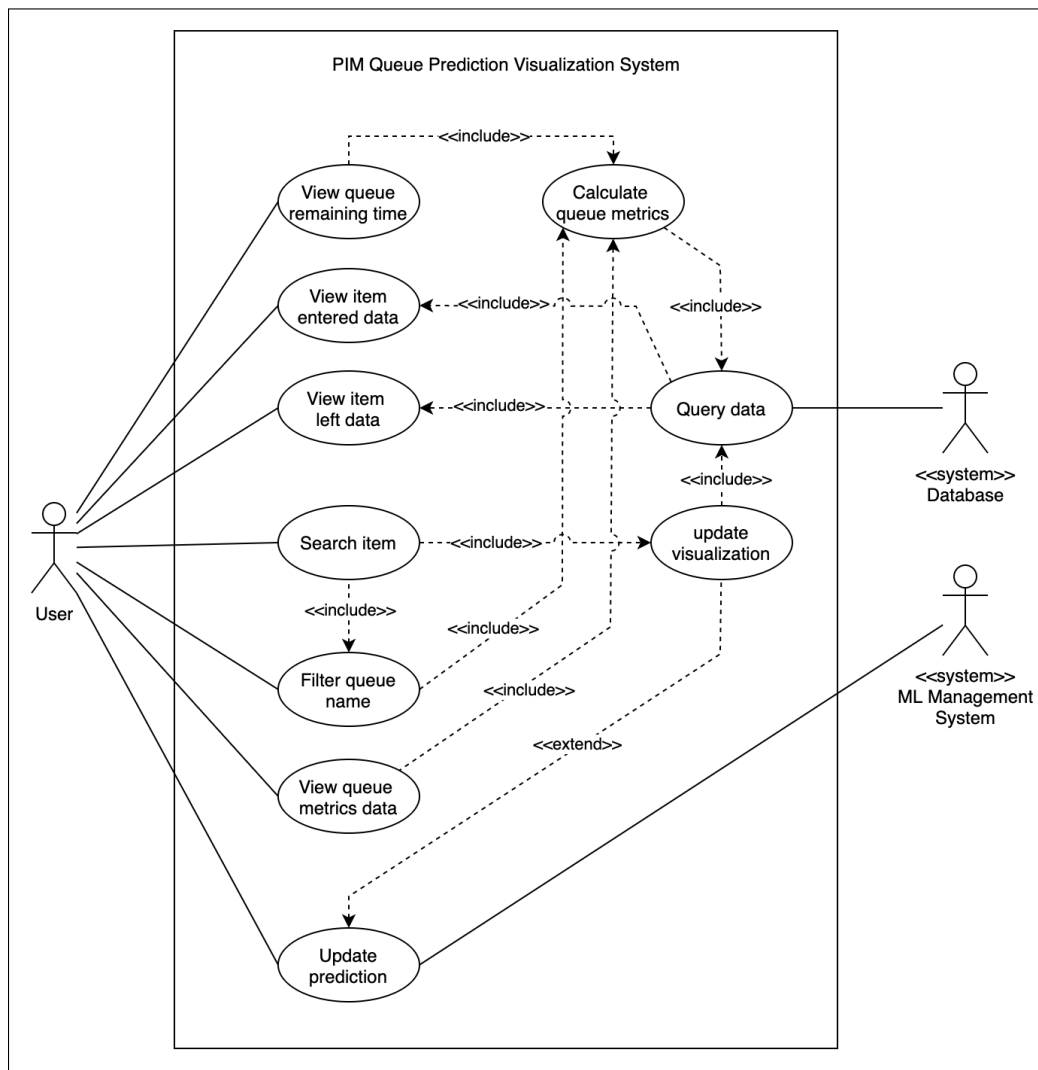 PIM Queue Prediction Visualization System
<<include>>
View queue
remaining time
Calculate
queue metrics
View item
entered data
<<include>>
<<include>>
View item
left data
<<include>>
Query data
<<system>>
Database
<<include>>
Search item
<<include>>
update
visualization
User
<<include>>
<<include>>
Filter queue
name
<<include>>
<<system>>
ML Management
System
<<extend>>
View queue
metrics data
Update
prediction